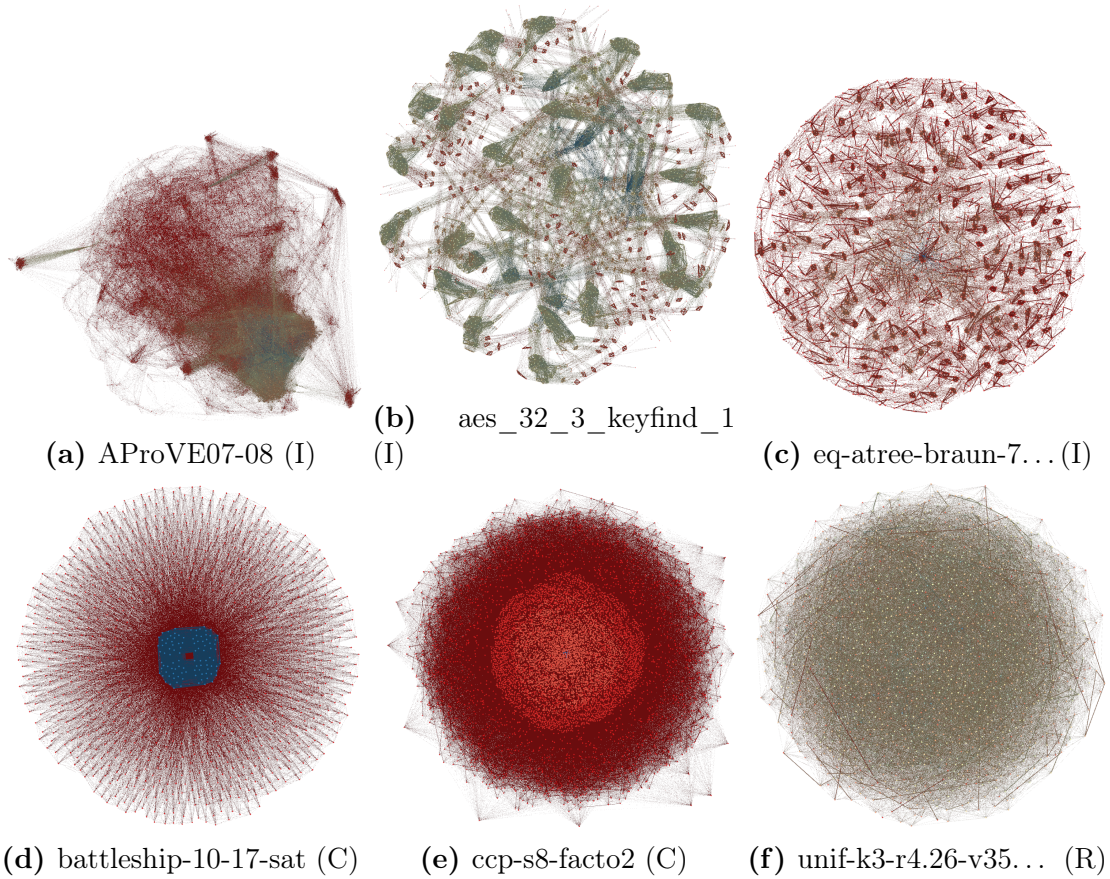 (a) AProVE07-08 (I)
(b) aes_32_3_keyfind_1
(I)
(c) eq-atree-braun-7... (I)
(d) battleship-10-17-sat (C)
(e) ccp-s8-facto2 (C)
(f) unif-k3-r4.26-v35... (R)